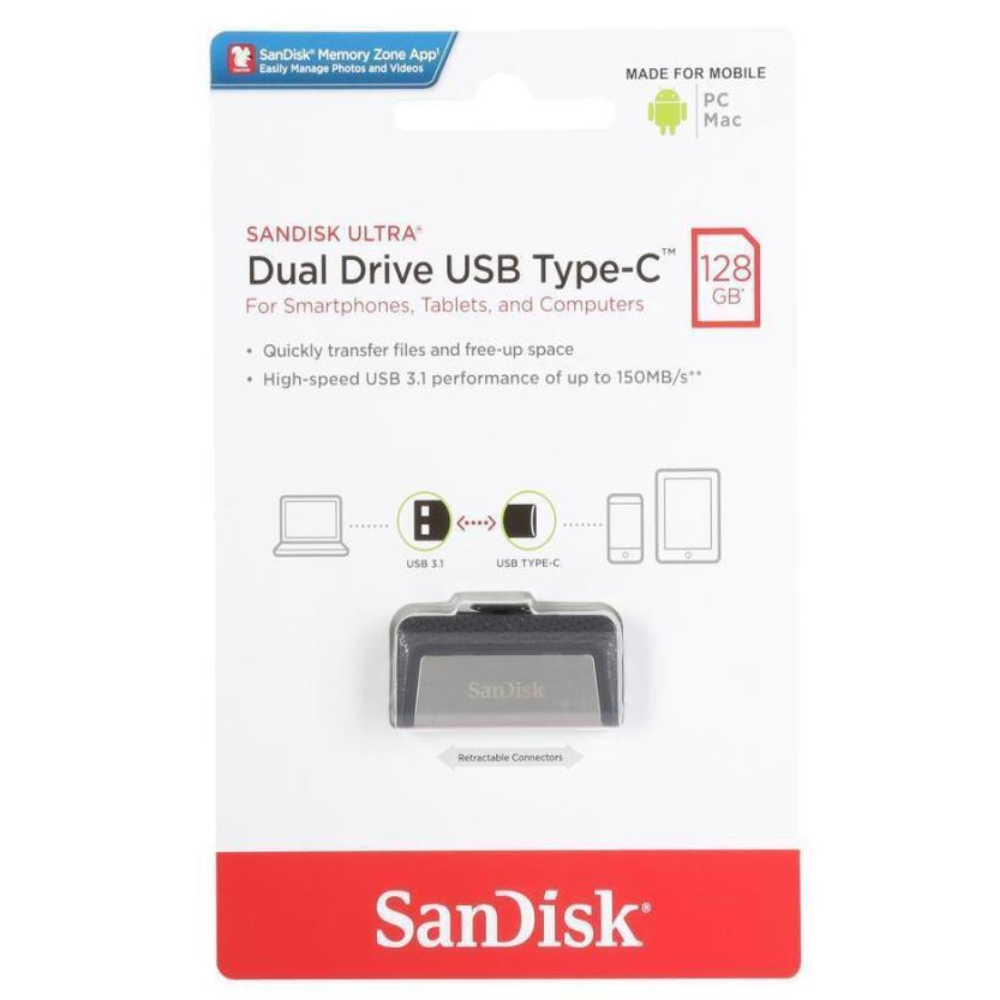 SanDisk® Memory Zone App¹
Easily Manage Photos and Videos
MADE FOR MOBILE
PC
Mac
SANDISK ULTRA®
Dual Drive USB Type-C™
For Smartphones, Tablets, and Computers
128
GB*
• Quickly transfer files and free-up space
• High-speed USB 3.1 performance of up to 150MB/s**
USB 3.1
USB TYPE-C
SanDisk
Retractable Connectors
SanDisk®